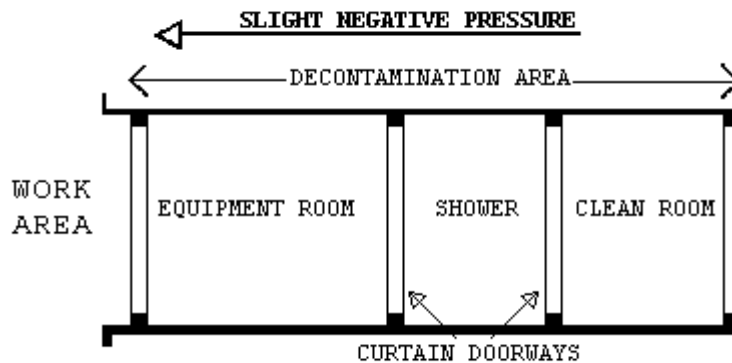 SLIGHT NEGATIVE PRESSURE
DECONTAMINATION AREA
WORK
AREA
EQUIPMENT ROOM
SHOWER
CLEAN ROOM
CURTAIN DOORWAYS